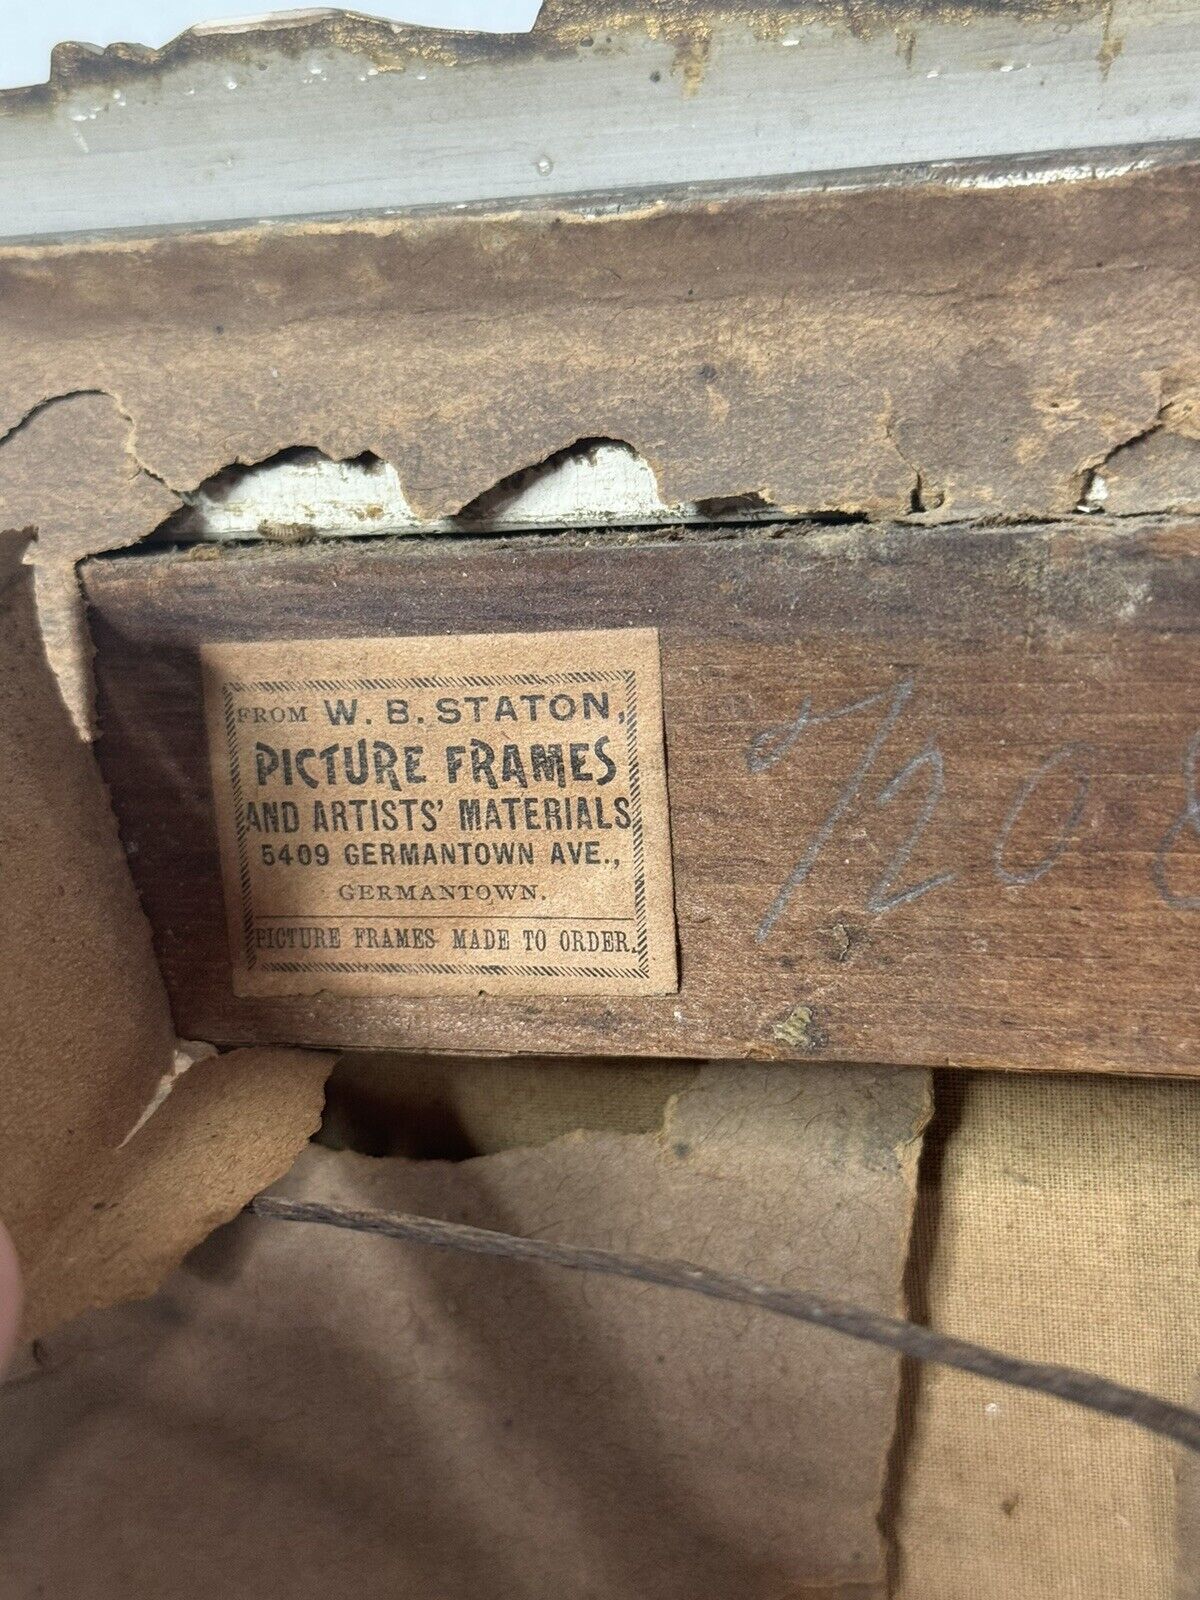 FROM W. B. STATON,
PICTURE FRAMES
AND ARTISTS' MATERIALS
5409 GERMANTOWN AVE.,
GERMANTOWN.
PICTURE FRAMES MADE TO ORDER.